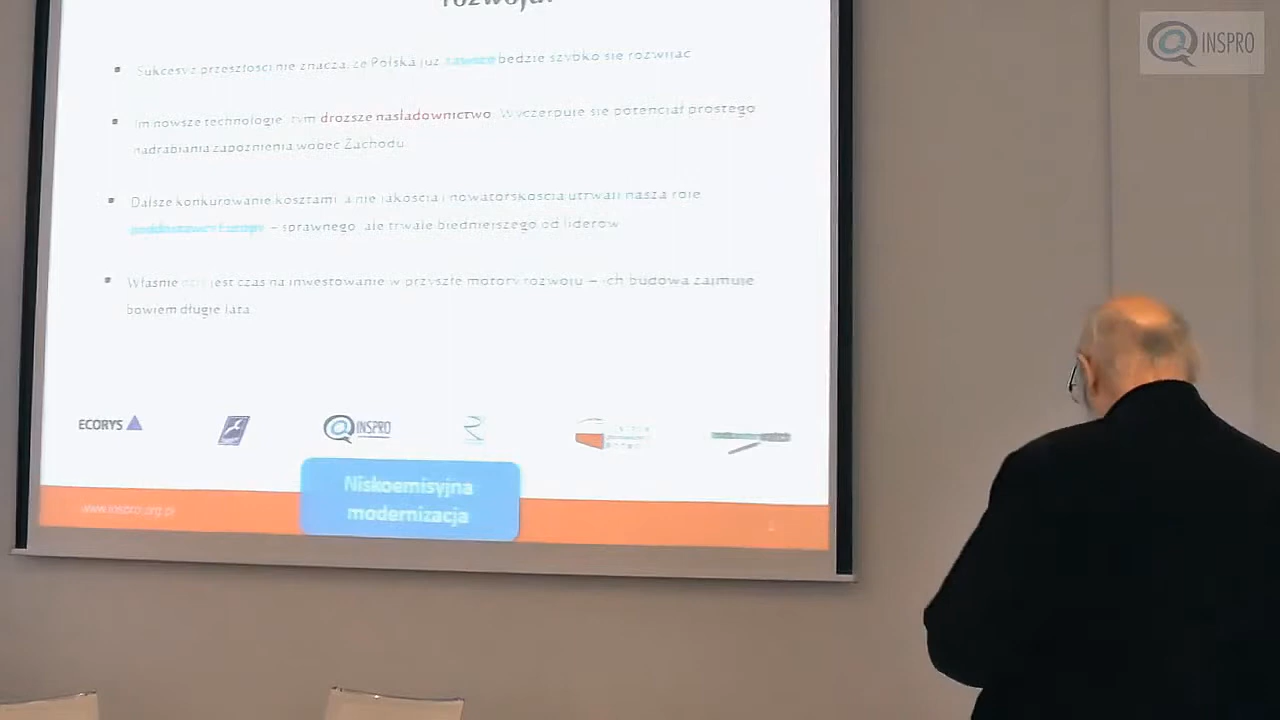 rozwoju?
INSPRO
Sukcesy z przeszłości nie znaczą, że Polska już zawsze będzie szybko się rozwijać
Im nowsze technologie, tym droższe naśladownictwo. Wyczerpuje się potencjał prostego
nadrabiania zapóźnienia wobec Zachodu.
Dalsze konkurowanie kosztami, a nie jakością i nowatorskością utrwali naszą rolę
poddostawcy Europy – sprawnego, ale trwale biedniejszego od liderów
Właśnie dziś jest czas na inwestowanie w przyszłe motory rozwoju – ich budowa zajmuje
bowiem długie lata.
ECORYS
INSPRO
Niskoemisyjna
modernizacja
www.inspro.org.pl